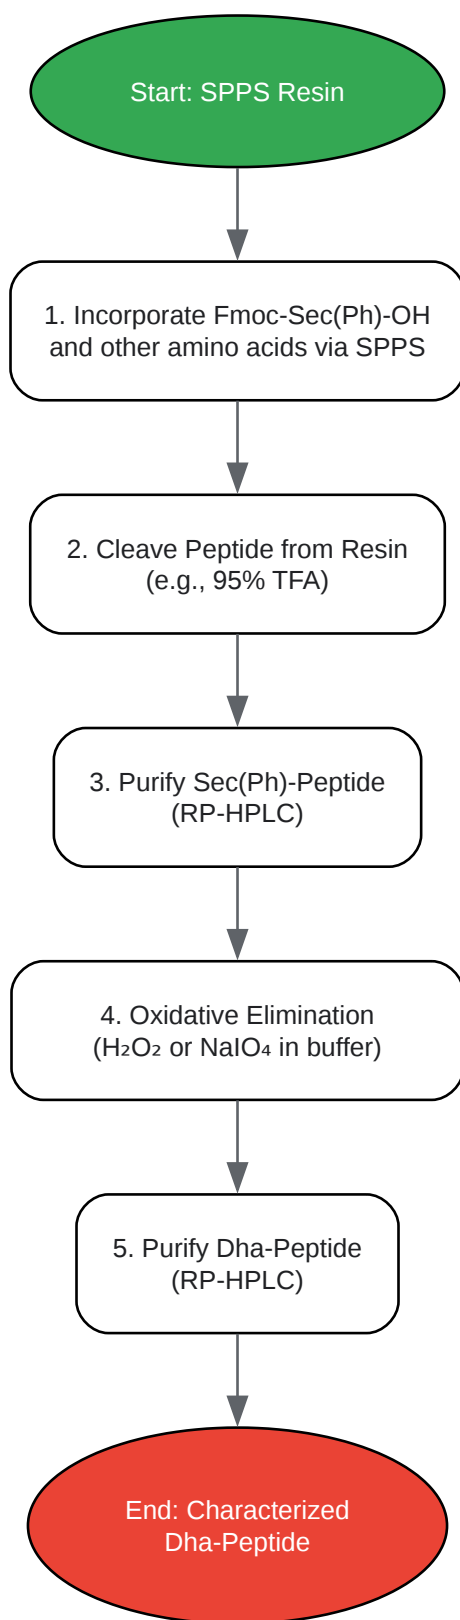 Start: SPPS Resin
1. Incorporate Fmoc-Sec(Ph)-OH
and other amino acids via SPPS
2. Cleave Peptide from Resin
(e.g., 95% TFA)
3. Purify Sec(Ph)-Peptide
(RP-HPLC)
4. Oxidative Elimination
(H₂O₂ or NaIO₄ in buffer)
5. Purify Dha-Peptide
(RP-HPLC)
End: Characterized
Dha-Peptide